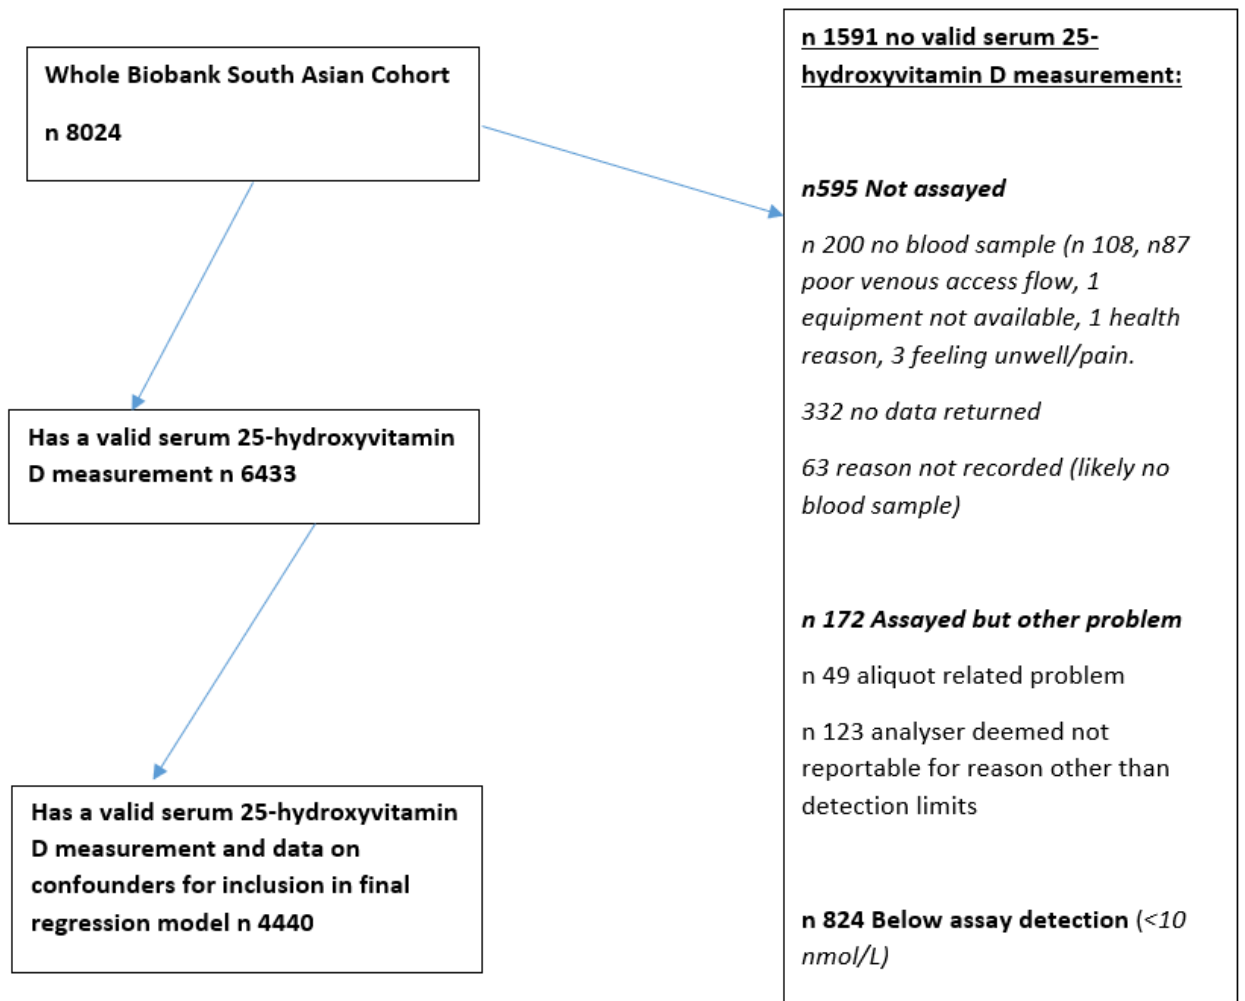 Whole Biobank South Asian Cohort
n 8024
n 1591 no valid serum 25-
hydroxyvitamin D measurement:
n595 Not assayed
n 200 no blood sample (n 108, n87
poor venous access flow, 1
equipment not available, 1 health
reason, 3 feeling unwell/pain.
332 no data returned
63 reason not recorded (likely no
blood sample)
n 172 Assayed but other problem
n 49 aliquot related problem
n 123 analyser deemed not
reportable for reason other than
detection limits
n 824 Below assay detection (<10
nmol/L)
Has a valid serum 25-hydroxyvitamin
D measurement n 6433
Has a valid serum 25-hydroxyvitamin
D measurement and data on
confounders for inclusion in final
regression model n 4440